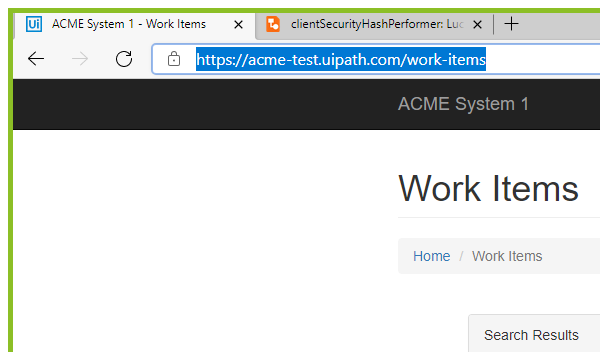 Ui ACME System 1 - Work Items
clientSecurityHashPerformer: Luc
https://acme-test.uipath.com/work-items
ACME System 1
Work Items
Home / Work Items
Search Results